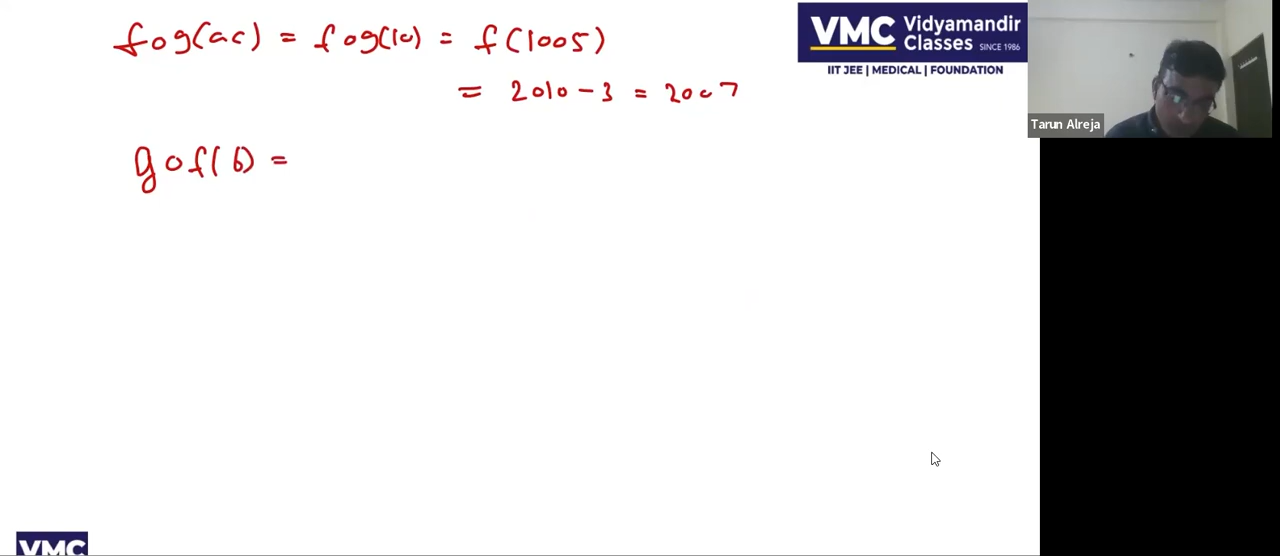 fog(ac) = fog(10) = f(1005)
= 2010 - 3 = 2007
gof(b) =
VMC Vidyamandir Classes SINCE 1986
IIT JEE | MEDICAL | FOUNDATION
Tarun Alreja
VMC